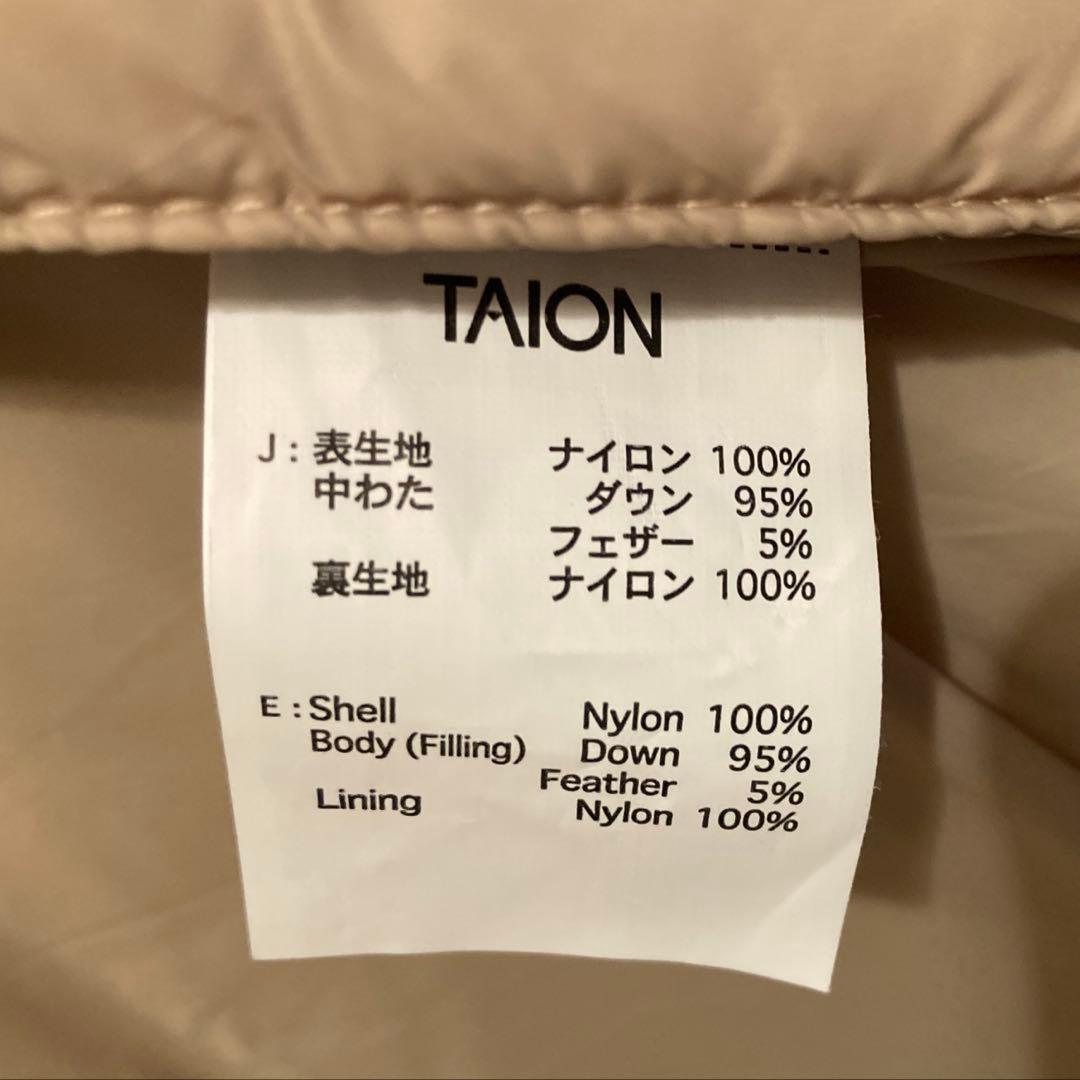 TAION
J : 表生地 ナイロン 100%
中わた ダウン 95%
フェザー 5%
裏生地 ナイロン 100%
E : Shell Nylon 100%
Body (Filling) Down 95%
Feather 5%
Lining Nylon 100%